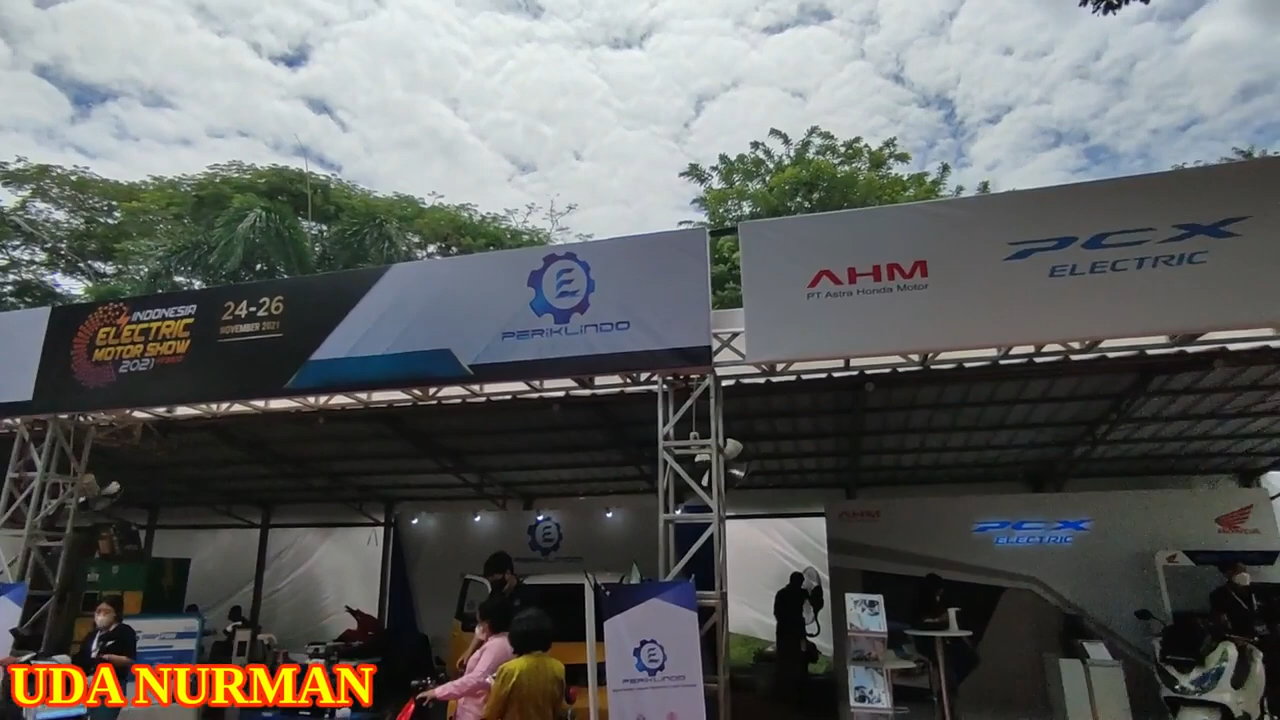 INDONESIA
ELECTRIC
MOTOR SHOW
2021
24-26
NOVEMBER 2021
PERiKLiNDO
AHM
PT Astra Honda Motor
PCX
ELECTRIC
AHM
PCX
ELECTRIC
HONDA
PERiKLiNDO
UDA NURMAN